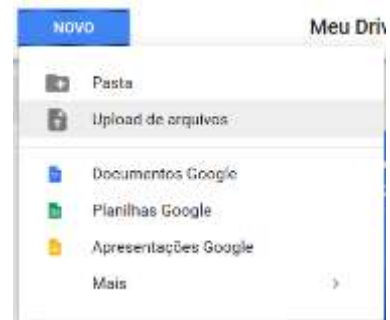 NOVO
Meu Driv
Pasta
Upload de arquivos
Documentos Google
Planilhas Google
Apresentações Google
Mais